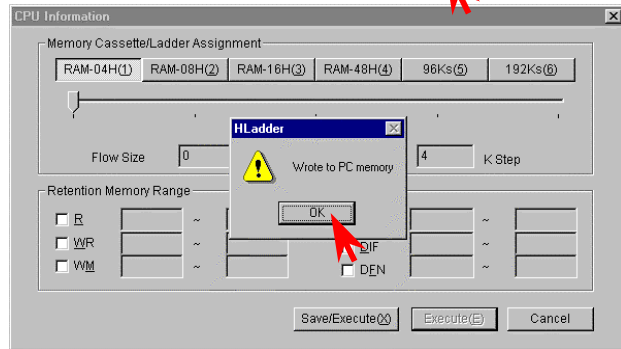 CPU Information
Memory Cassette/Ladder Assignment
RAM-04H(1) RAM-08H(2) RAM-16H(3) RAM-48H(4) 96Ks(5) 192Ks(6)
HLadder
Flow Size 0 Wrote to PC memory 4 K Step
Retention Memory Range
OK
R ~ ~
WR ~ DIF
WM ~ DFN ~
Save/Execute(X) Execute(E) Cancel